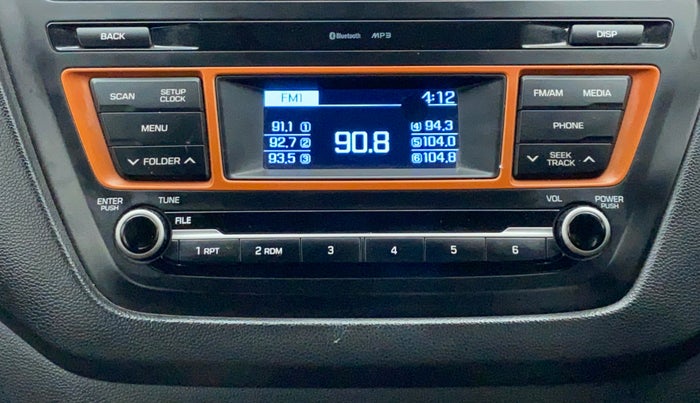 BACK
Bluetooth MP3
DISP
SCAN SETUP CLOCK
MENU
FOLDER
FM1 4:12
91.1 1
92.7 2
93.5 3
90.8
4 94.3
5 104.0
6 104.8
FM/AM MEDIA
PHONE
SEEK TRACK
ENTER PUSH
TUNE
FILE
VOL
POWER PUSH
1 RPT 2 RDM 3 4 5 6